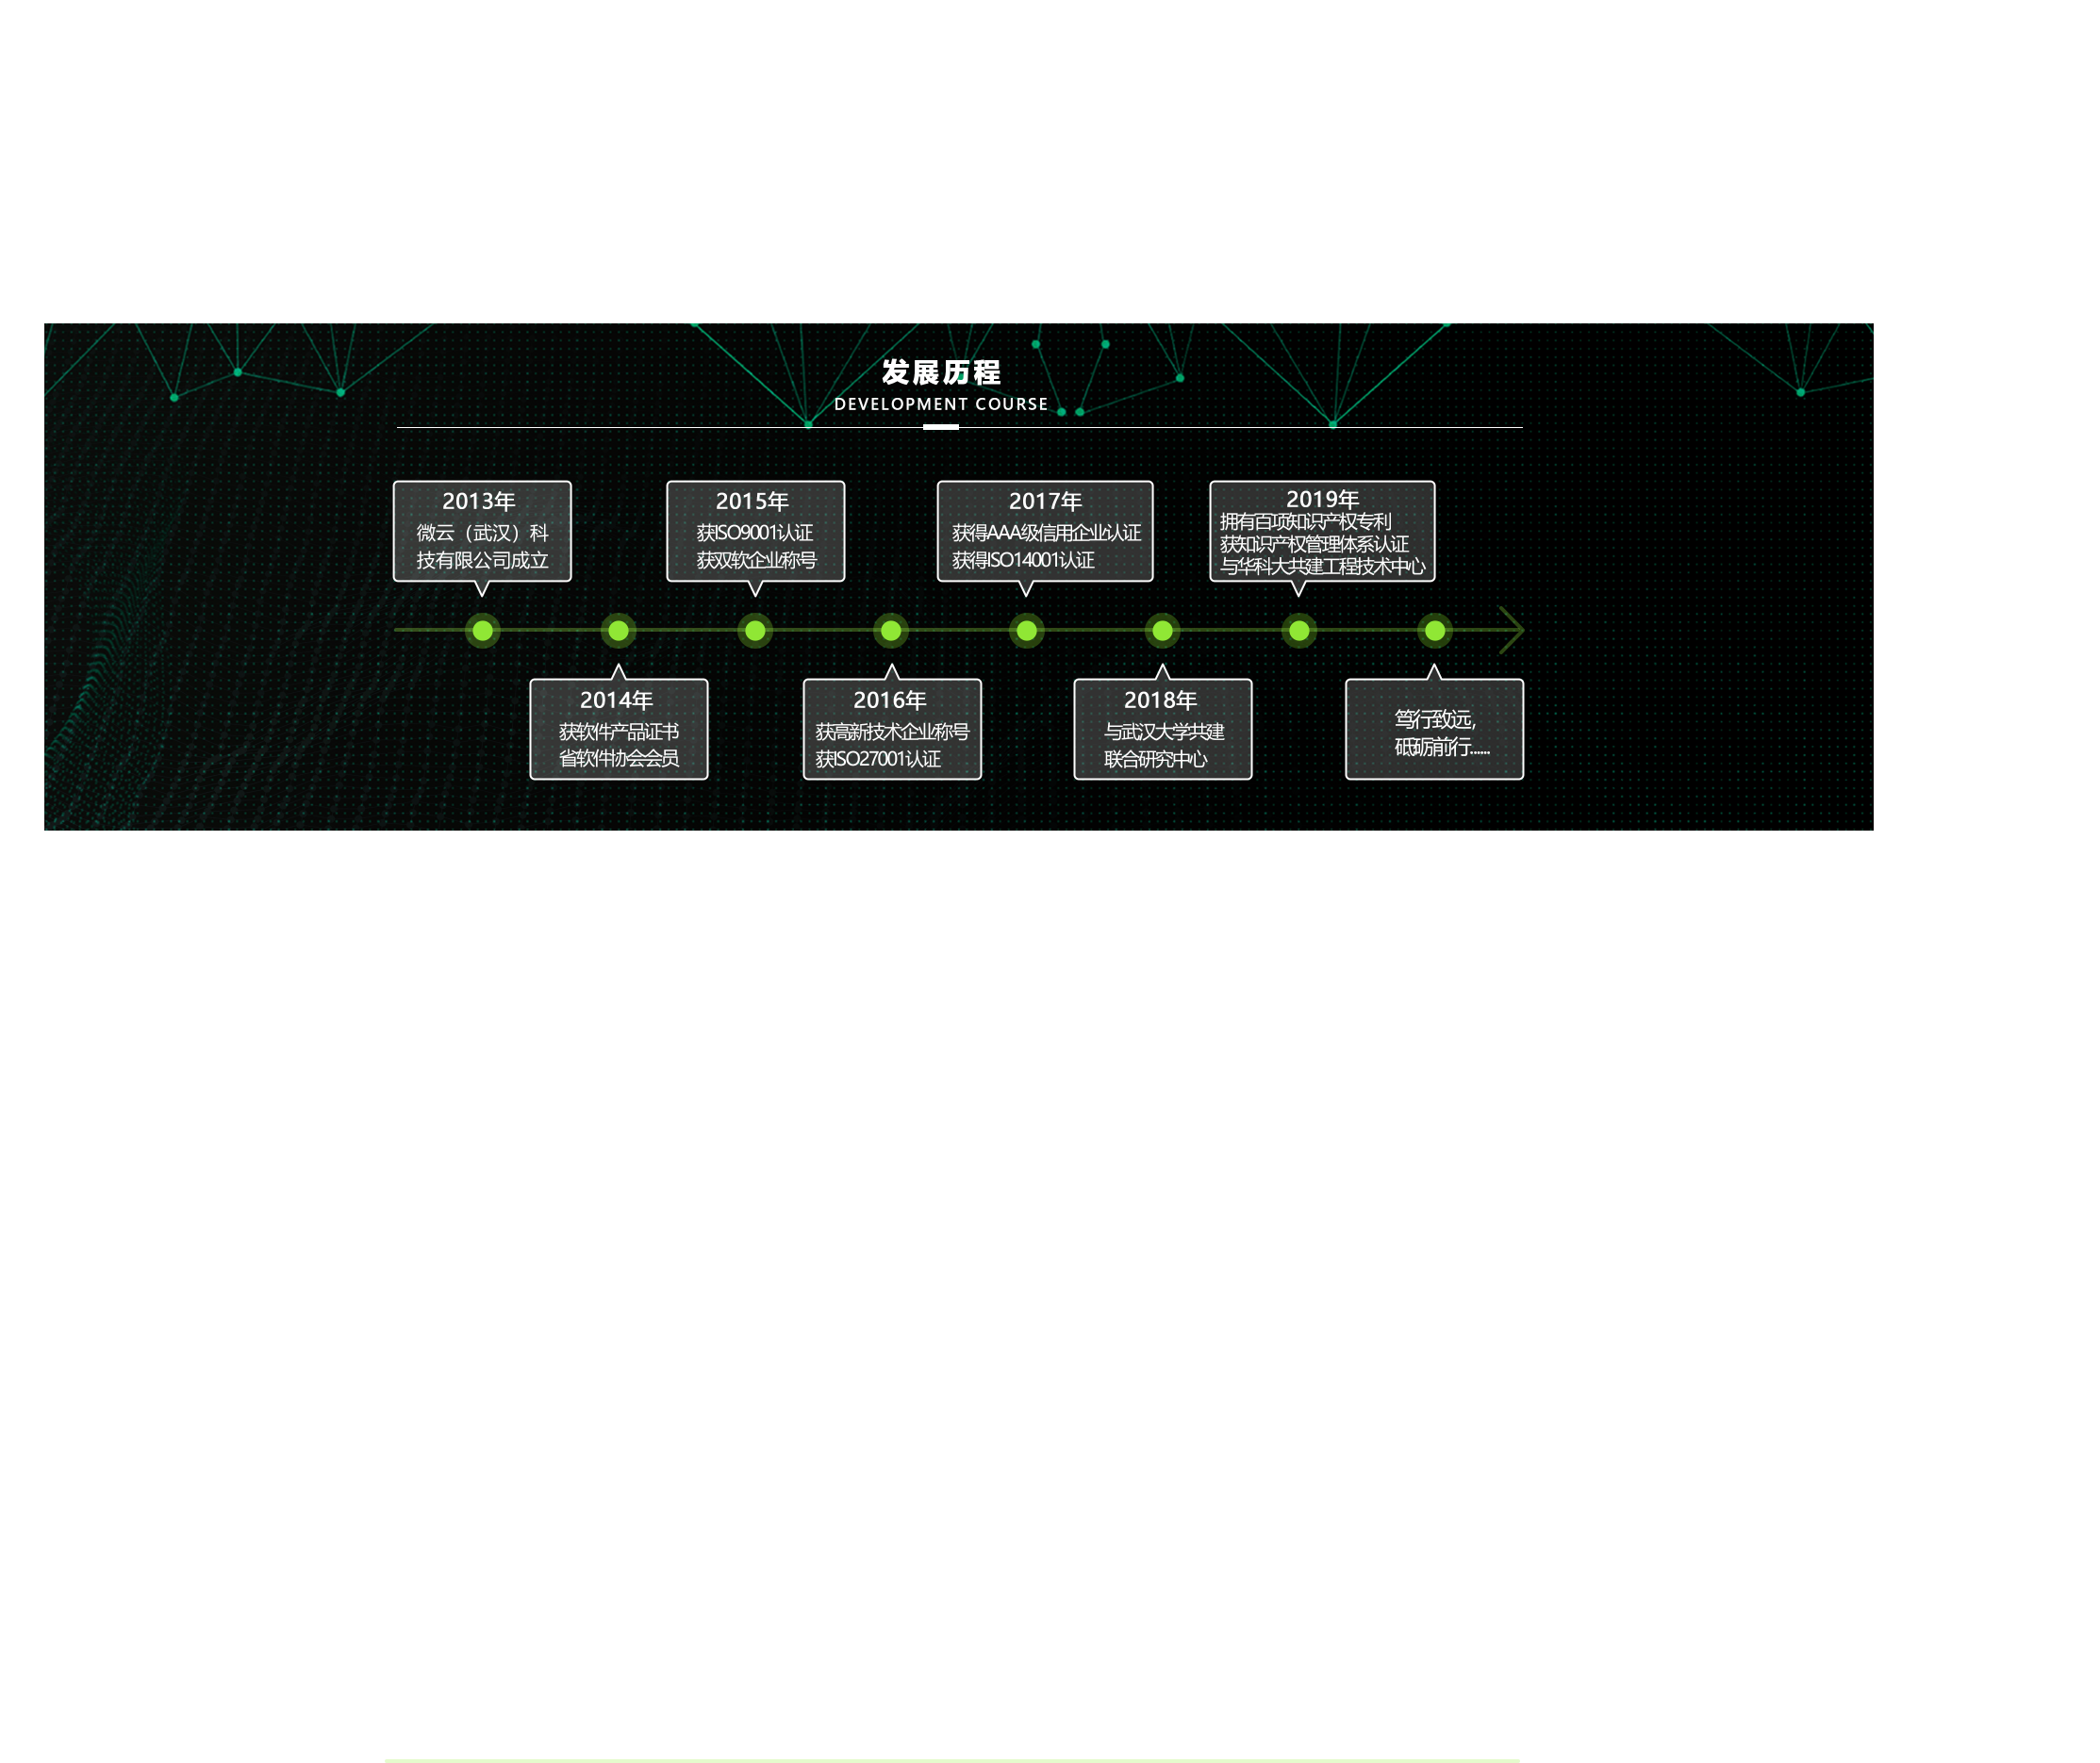 发展历程
DEVELOPMENT COURSE
2013年
微云（武汉）科
技有限公司成立
2015年
获ISO9001认证
获双软企业称号
2017年
获得AAA级信用企业认证
获得ISO14001认证
2019年
拥有百项知识产权专利
获知识产权管理体系认证
与华科大共建工程技术中心
2014年
获软件产品证书
省软件协会会员
2016年
获高新技术企业称号
获ISO27001认证
2018年
与武汉大学共建
联合研究中心
笃行致远,
砥砺前行......